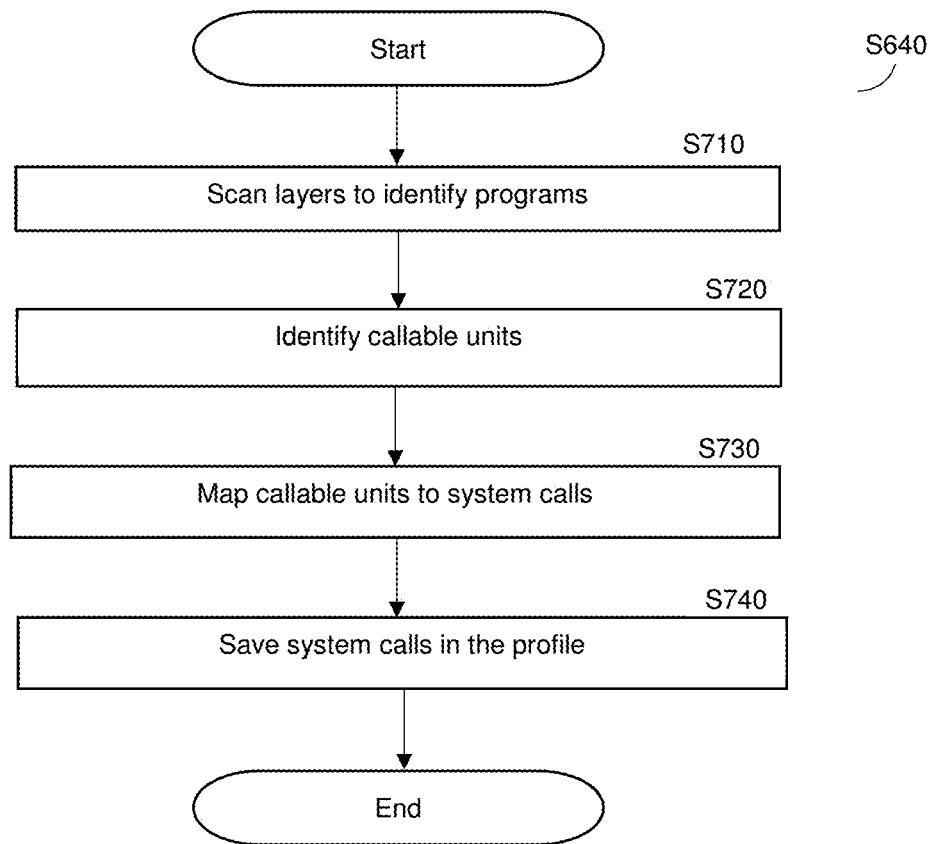 Start
S640
S710
Scan layers to identify programs
S720
Identify callable units
S730
Map callable units to system calls
S740
Save system calls in the profile
End